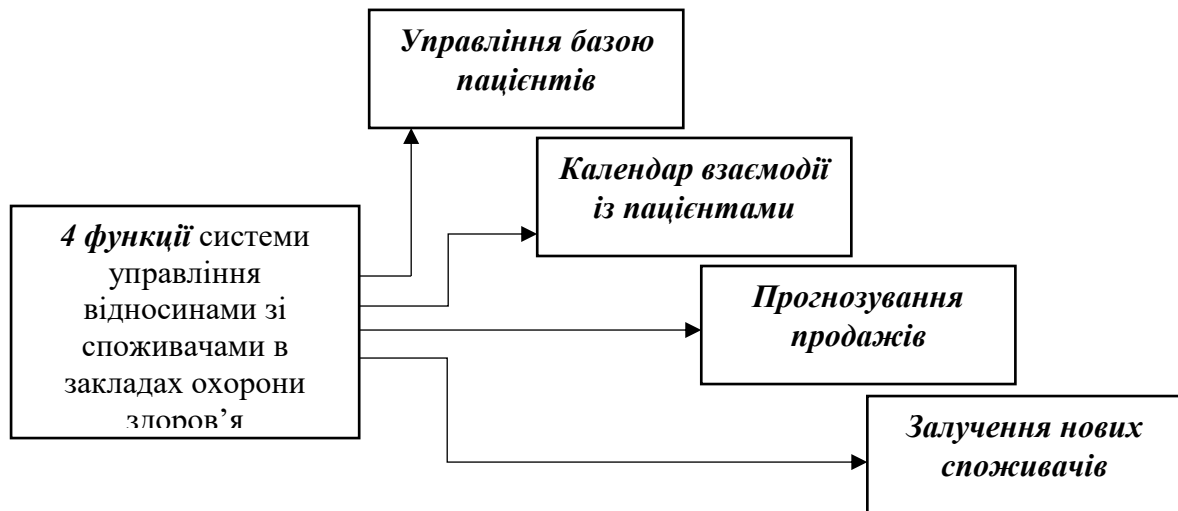 Управління базою
пацієнтів
Календар взаємодії
із пацієнтами
4 функції системи
управління
відносинами зі
споживачами в
закладах охорони
здоров’я
Прогнозування
продажів
Залучення нових
споживачів